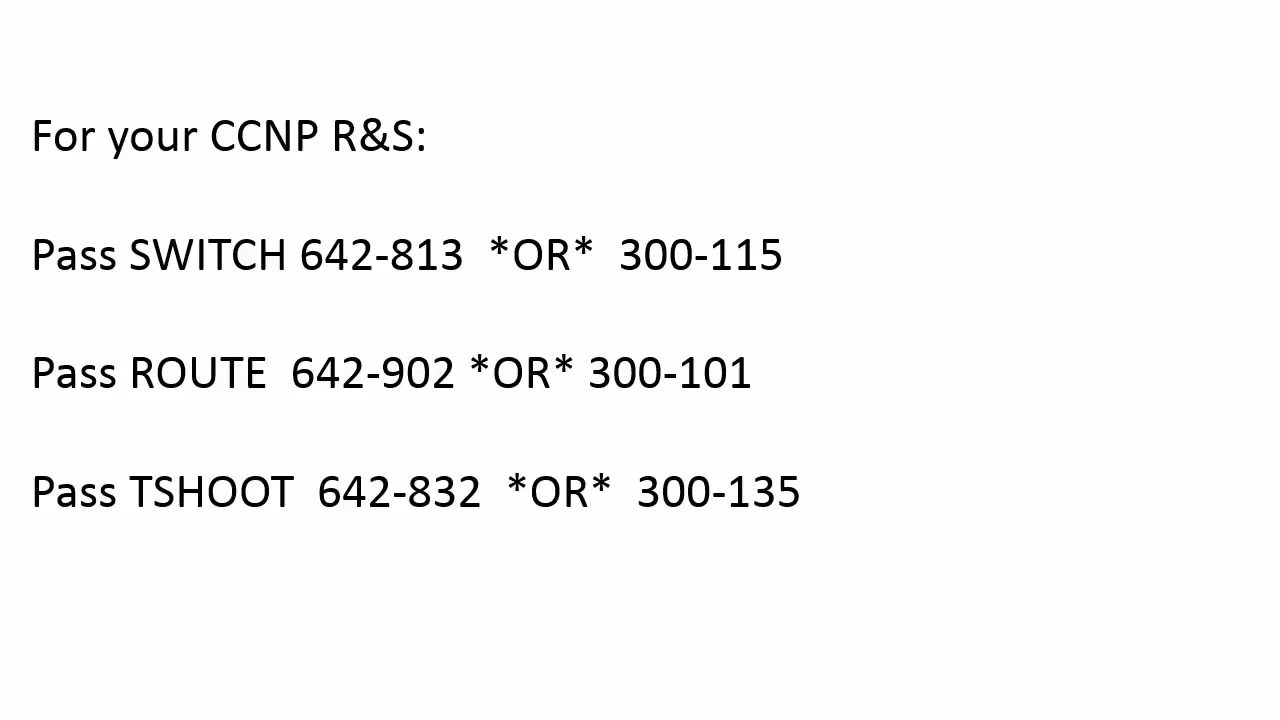 For your CCNP R&S:
Pass SWITCH 642-813 *OR* 300-115
Pass ROUTE 642-902 *OR* 300-101
Pass TSHOOT 642-832 *OR* 300-135